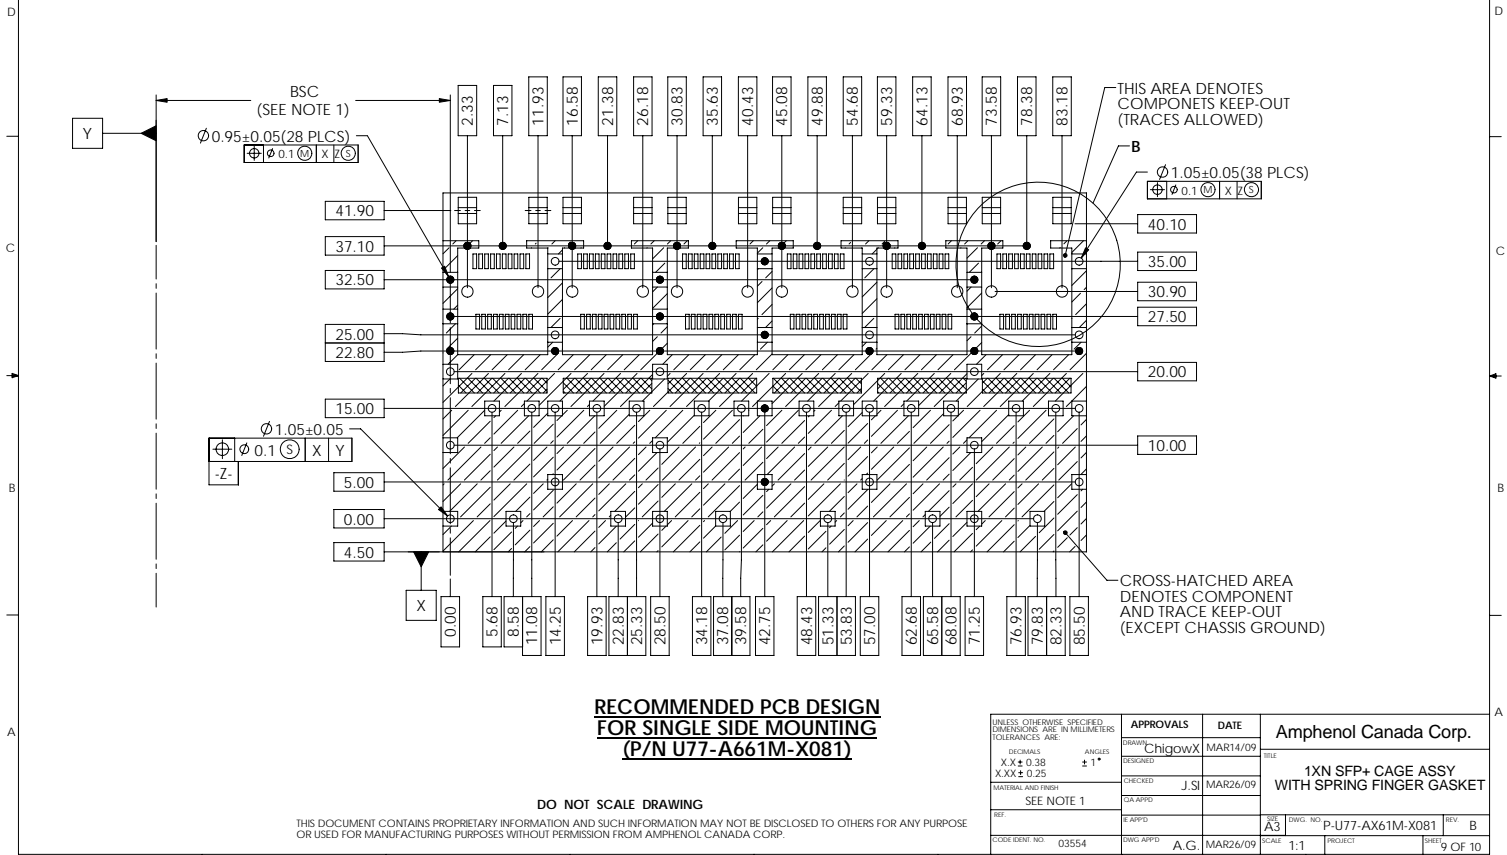 D
D
C
C
B
B
A
A
BSC
(SEE NOTE 1)
Y
Ø0.95±0.05(28 PLCS)
⌖ Ø 0.1 Ⓜ X ZⓈ
2.33
7.13
11.93
16.58
21.38
26.18
30.83
35.63
40.43
45.08
49.88
54.68
59.33
64.13
68.93
73.58
78.38
83.18
THIS AREA DENOTES
COMPONETS KEEP-OUT
(TRACES ALLOWED)
B
Ø1.05±0.05(38 PLCS)
⌖ Ø 0.1 Ⓜ X ZⓈ
41.90
37.10
32.50
25.00
22.80
15.00
5.00
0.00
4.50
40.10
35.00
30.90
27.50
20.00
10.00
Ø1.05±0.05
⌖ Ø 0.1 Ⓢ X Y
-Z-
X
0.00
5.68
8.58
11.08
14.25
19.93
22.83
25.33
28.50
34.18
37.08
39.58
42.75
48.43
51.33
53.83
57.00
62.68
65.58
68.08
71.25
76.93
79.83
82.33
85.50
CROSS-HATCHED AREA
DENOTES COMPONENT
AND TRACE KEEP-OUT
(EXCEPT CHASSIS GROUND)
RECOMMENDED PCB DESIGN
FOR SINGLE SIDE MOUNTING
(P/N U77-A661M-X081)
DO NOT SCALE DRAWING
THIS DOCUMENT CONTAINS PROPRIETARY INFORMATION AND SUCH INFORMATION MAY NOT BE DISCLOSED TO OTHERS FOR ANY PURPOSE
OR USED FOR MANUFACTURING PURPOSES WITHOUT PERMISSION FROM AMPHENOL CANADA CORP.
UNLESS OTHERWISE SPECIFIED
DIMENSIONS ARE IN MILLIMETERS
TOLERANCES ARE:
DECIMALS ANGLES
X.X ± 0.38 ± 1°
X.XX ± 0.25
MATERIAL AND FINISH
SEE NOTE 1
REF.
CODE IDENT. NO. 03554
APPROVALS DATE
DRAWN ChigowX MAR14/09
DESIGNED
CHECKED J.SI MAR26/09
QA APPD
IE APP'D
DWG APP'D A.G. MAR26/09
Amphenol Canada Corp.
TITLE
1XN SFP+ CAGE ASSY
WITH SPRING FINGER GASKET
SIZE A3 DWG. NO. P-U77-AX61M-X081 REV. B
SCALE 1:1 PROJECT SHEET 9 OF 10